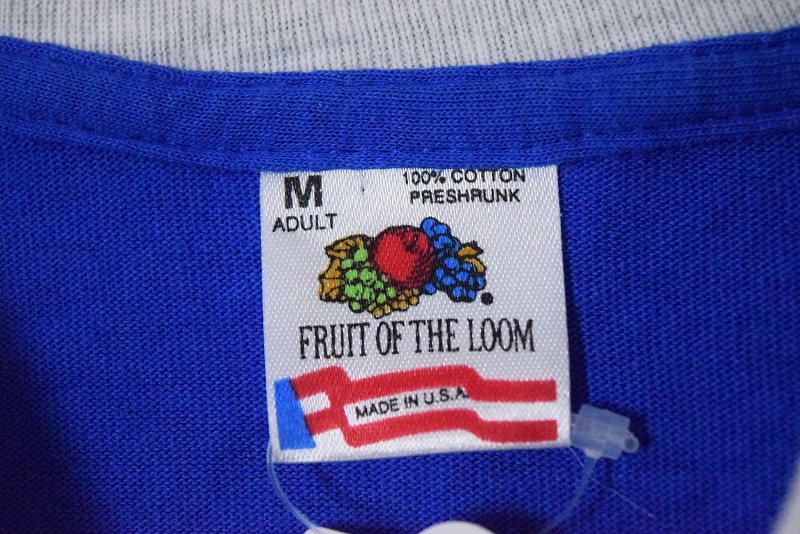 M
ADULT
100% COTTON
PRESHRUNK
FRUIT OF THE LOOM
MADE IN U.S.A.